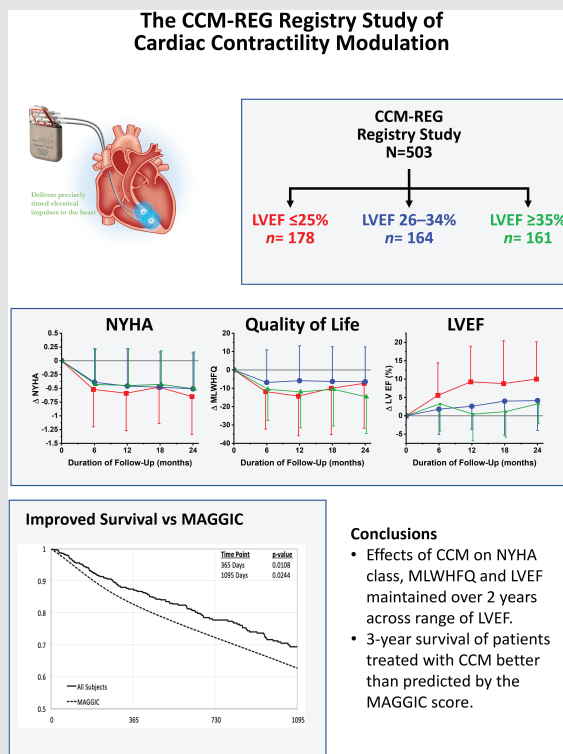 The CCM-REG Registry Study of
Cardiac Contractility Modulation
Delivers precisely
timed electrical
impulses to the heart
CCM-REG
Registry Study
N=503
LVEF ≤25%
n= 178
LVEF 26–34%
n= 164
LVEF ≥35%
n= 161
NYHA
Δ NYHA
0.5
0.25
0
-0.25
-0.5
-0.75
-1
-1.25
-1.5
0 6 12 18 24
Duration of Follow-Up (months)
Quality of Life
Δ MLWHFQ
20
10
0
-10
-20
-30
-40
0 6 12 18 24
Duration of Follow-Up (months)
LVEF
Δ LV EF (%)
20
15
10
5
0
-5
0 6 12 18 24
Duration of Follow-Up (months)
Improved Survival vs MAGGIC
Time Point p-value
365 Days 0.0108
1095 Days 0.0244
1
0.9
0.8
0.7
0.6
0.5
All Subjects
MAGGIC
0 365 730 1095
Conclusions
• Effects of CCM on NYHA
class, MLWHFQ and LVEF
maintained over 2 years
across range of LVEF.
• 3-year survival of patients
treated with CCM better
than predicted by the
MAGGIC score.